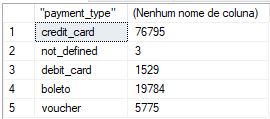 "payment_type" (Nenhum nome de coluna)
1 credit_card 76795
2 not_defined 3
3 debit_card 1529
4 boleto 19784
5 voucher 5775